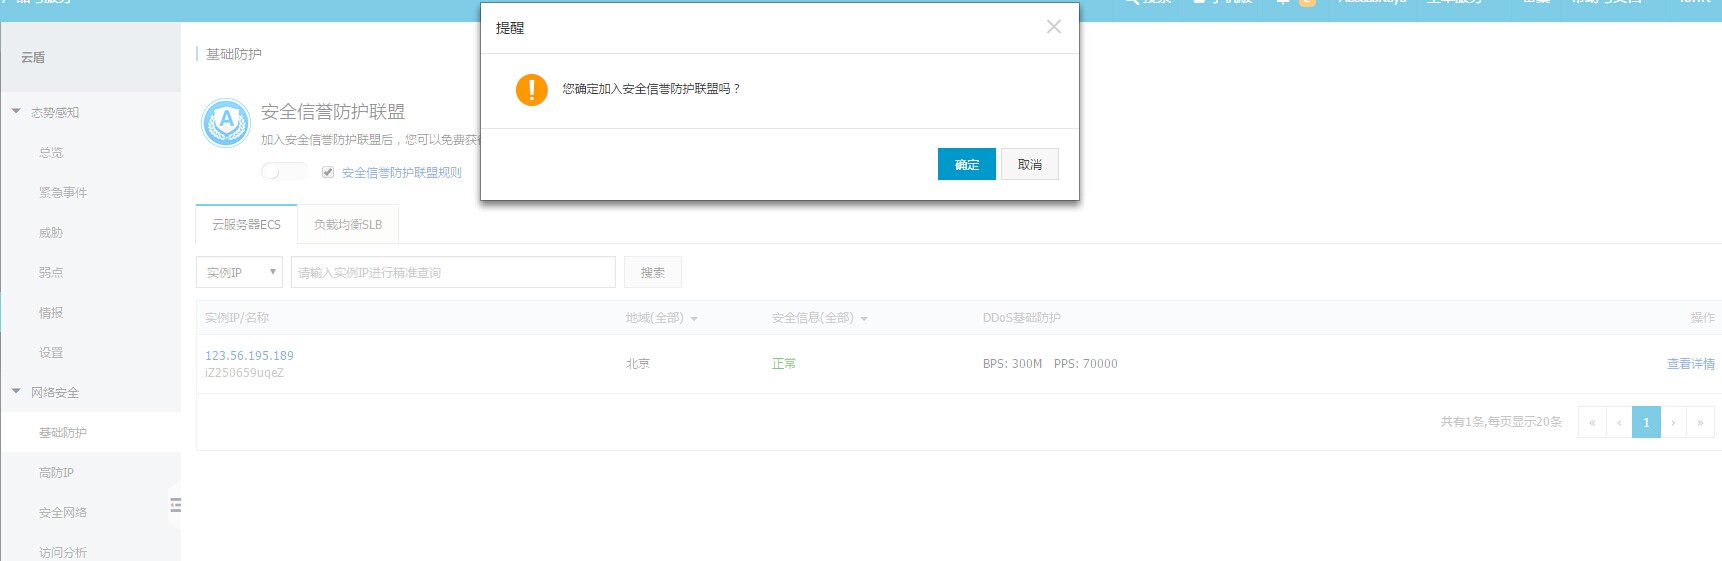 提醒
您确定加入安全信誉防护联盟吗？
确定
取消
云盾
态势感知
总览
紧急事件
威胁
弱点
情报
设置
网络安全
基础防护
高防IP
安全网络
访问分析
基础防护
安全信誉防护联盟
加入安全信誉防护联盟后，您可以免费获
安全信誉防护联盟规则
云服务器ECS 负载均衡SLB
实例IP 请输入实例IP进行精准查询 搜索
实例IP/名称 地域(全部) 安全信息(全部) DDoS基础防护 操作
123.56.195.189
iZ250659uqeZ
北京 正常 BPS: 300M PPS: 70000 查看详情
共有1条,每页显示20条 « ‹ 1 › »